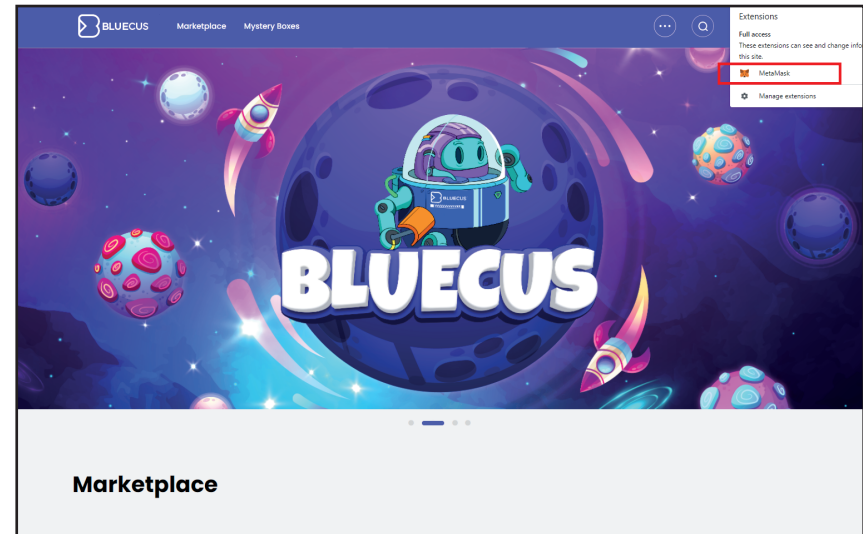 BLUECUS
Marketplace
Mystery Boxes
Extensions
Full access
These extensions can see and change info
this site.
MetaMask
Manage extensions
BLUECUS
BLUECUS
Marketplace